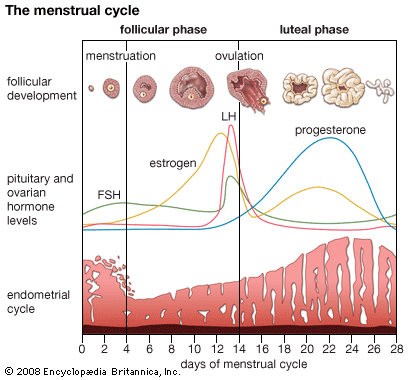 The menstrual cycle
follicular phase
luteal phase
menstruation
ovulation
follicular
development
LH
progesterone
estrogen
pituitary and
ovarian
hormone
levels
FSH
endometrial
cycle
0 2 4 6 8 10 12 14 16 18 20 22 24 26 28
days of menstrual cycle
© 2008 Encyclopædia Britannica, Inc.